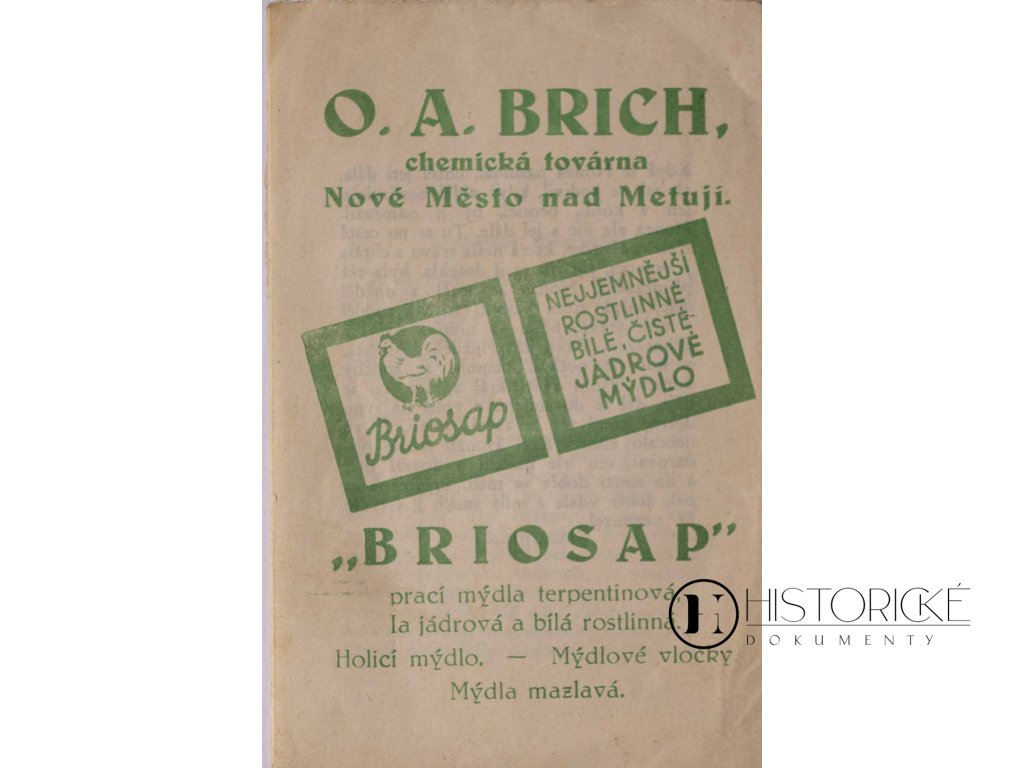 O. A. BRICH,
chemická továrna
Nové Město nad Metují.
Briosap
NEJJEMNĚJŠÍ
ROSTLINNÉ
BÍLÉ, ČISTÉ
JÁDROVÉ
MÝDLO
„BRIOSAP"
prací mýdla terpentinová,
Ia jádrová a bílá rostlinná.
Holicí mýdlo. — Mýdlové vločky
Mýdla mazlavá.
HISTORICKÉ
DOKUMENTY